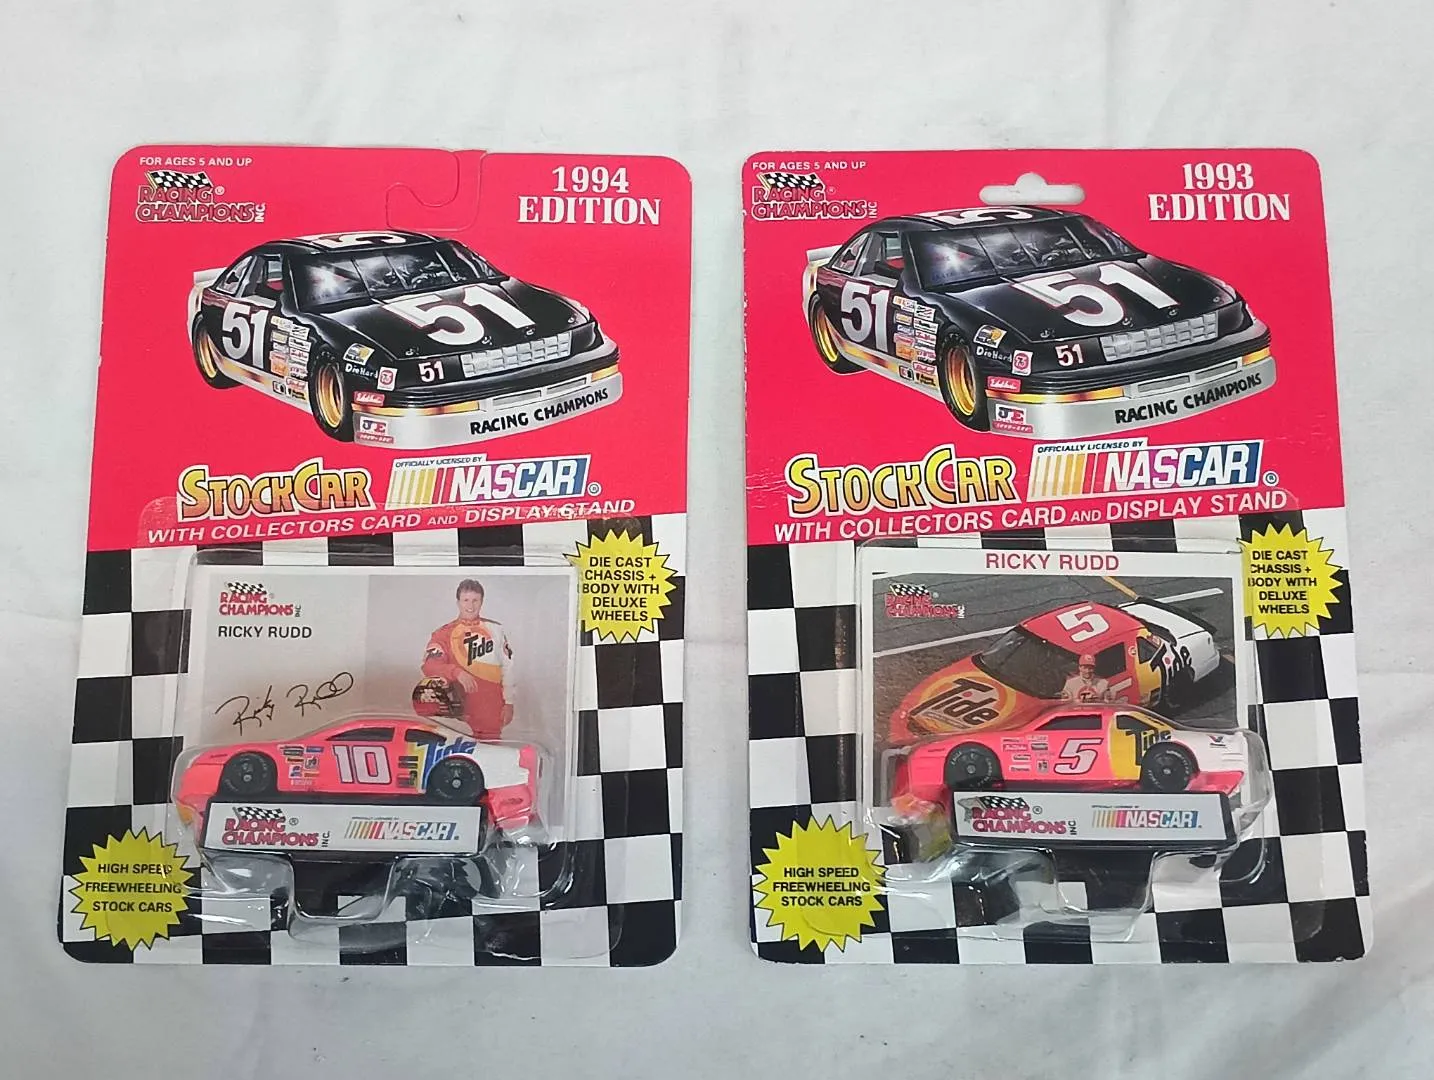 FOR AGES 5 AND UP
RACING ®
CHAMPIONS INC.
1994
EDITION
51
51
51
51
DieHard
RACING CHAMPIONS
STOCKCAR
OFFICIALLY LICENSED BY
NASCAR®
WITH COLLECTORS CARD AND DISPLAY STAND
DIE CAST
CHASSIS +
BODY WITH
DELUXE
WHEELS
RACING ®
CHAMPIONS INC.
RICKY RUDD
Tide
Ricky Rudd
10
Tide
RACING ®
CHAMPIONS INC.
NASCAR.
HIGH SPEED
FREEWHEELING
STOCK CARS
FOR AGES 5 AND UP
RACING ®
CHAMPIONS INC.
1993
EDITION
51
51
51
DieHard
RACING CHAMPIONS
STOCKCAR
OFFICIALLY LICENSED BY
NASCAR®
WITH COLLECTORS CARD AND DISPLAY STAND
DIE CAST
CHASSIS +
BODY WITH
DELUXE
WHEELS
RICKY RUDD
RACING ®
CHAMPIONS INC.
5
Tide
Tide
5
Tide
RACING ®
CHAMPIONS INC.
NASCAR.
HIGH SPEED
FREEWHEELING
STOCK CARS